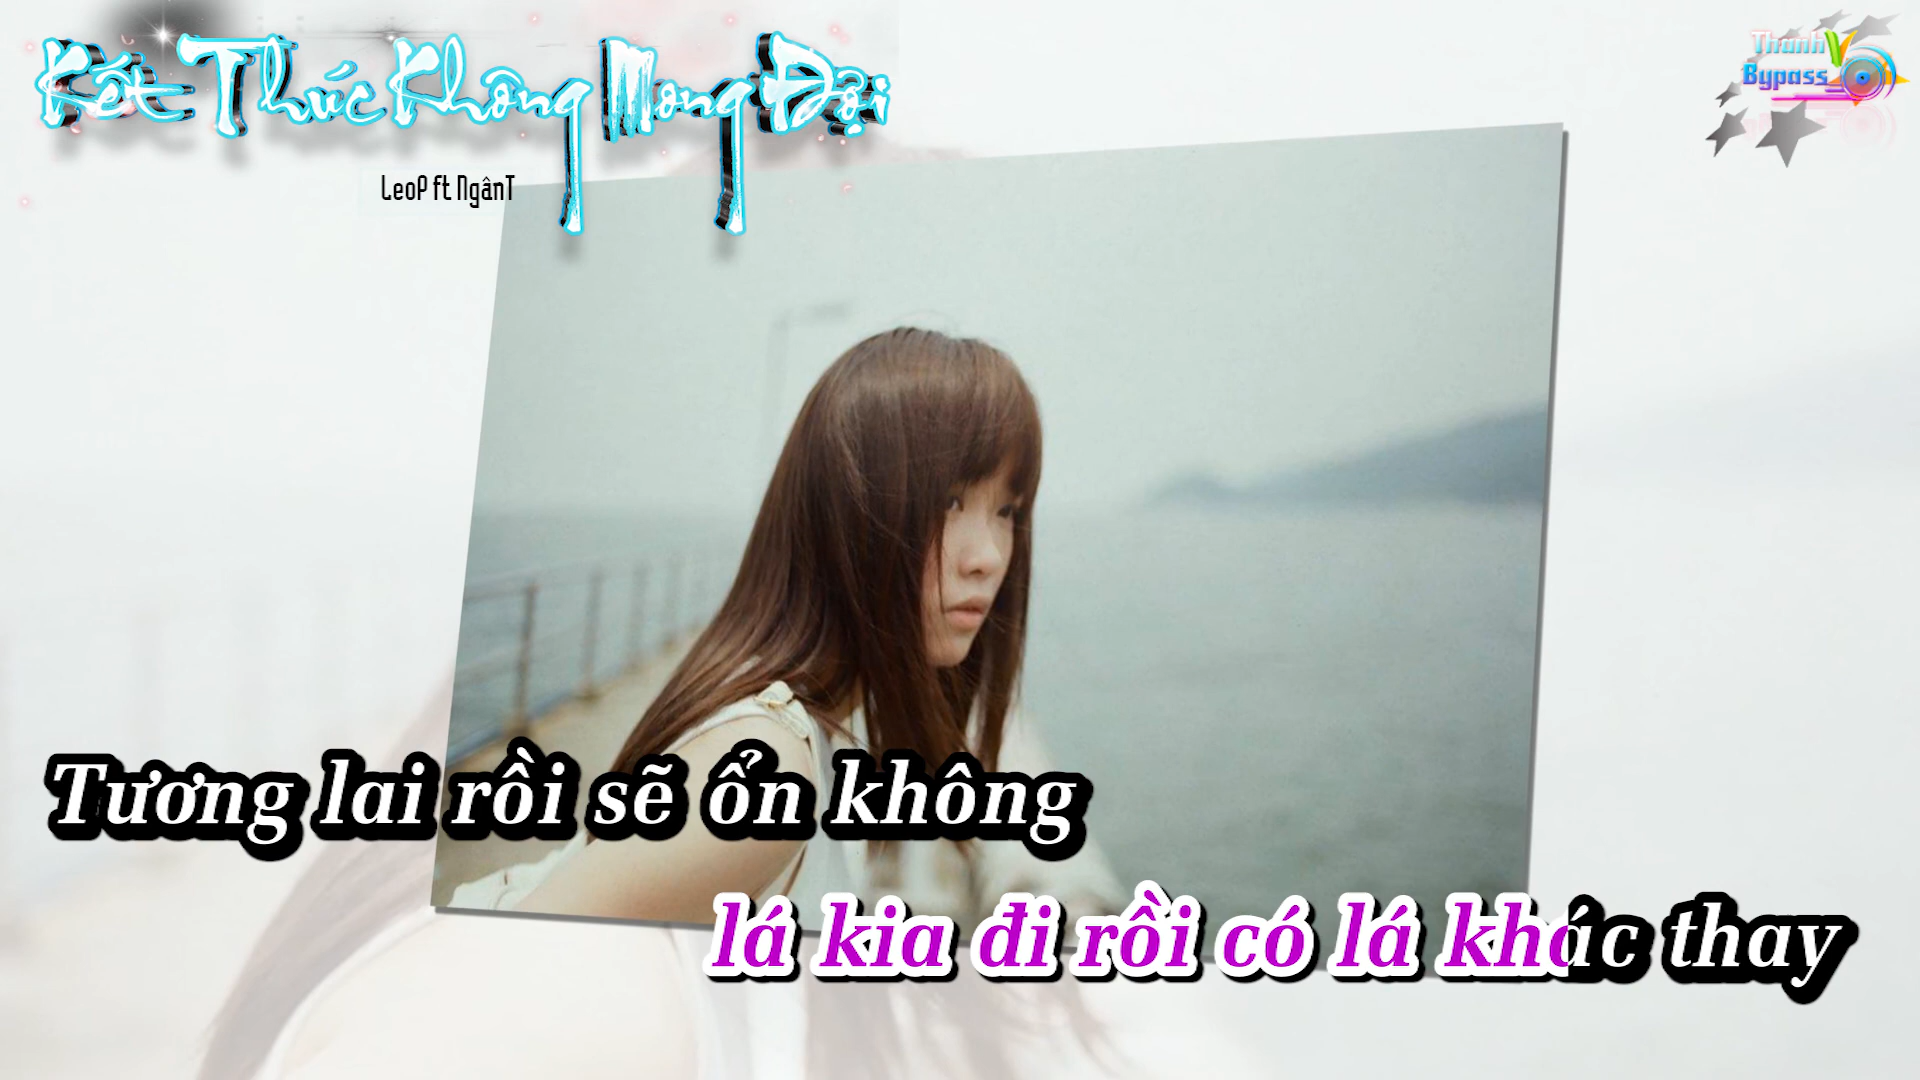 Kết Thúc Không Mong Đợi
LeoP ft NgânT
Thanh V
Bypass
Tương lai rồi sẽ ổn không
lá kia đi rồi có lá khác thay